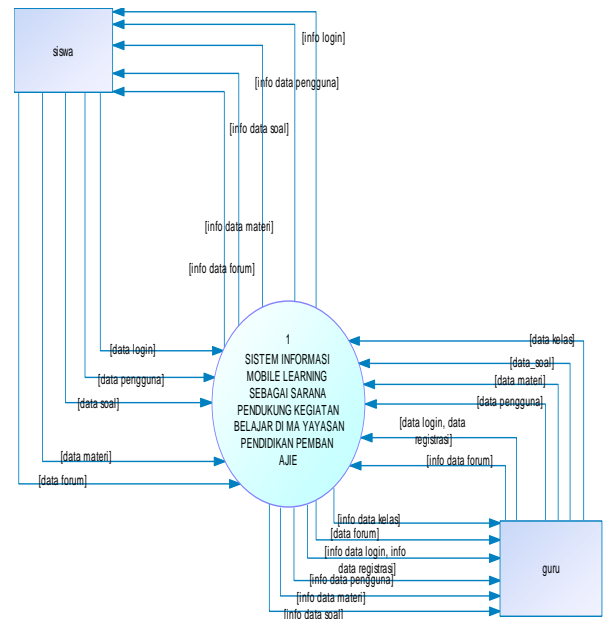 siswa
[info login]
[info data pengguna]
[info data soal]
[info data materi]
[info data forum]
1
SISTEM INFORMASI
MOBILE LEARNING
SEBAGAI SARANA
PENDUKUNG KEGIATAN
BELAJAR DI MA YAYASAN
PENDIDIKAN PEMBAN
AJIE
[data login]
[data pengguna]
[data soal]
[data materi]
[data forum]
[data kelas]
[data_soal]
[data materi]
[data pengguna]
[data login, data
registrasi]
[info data forum]
[info data kelas]
[data forum]
[info data login, info
data registrasi]
[info data pengguna]
[info data materi]
[info data soal]
guru